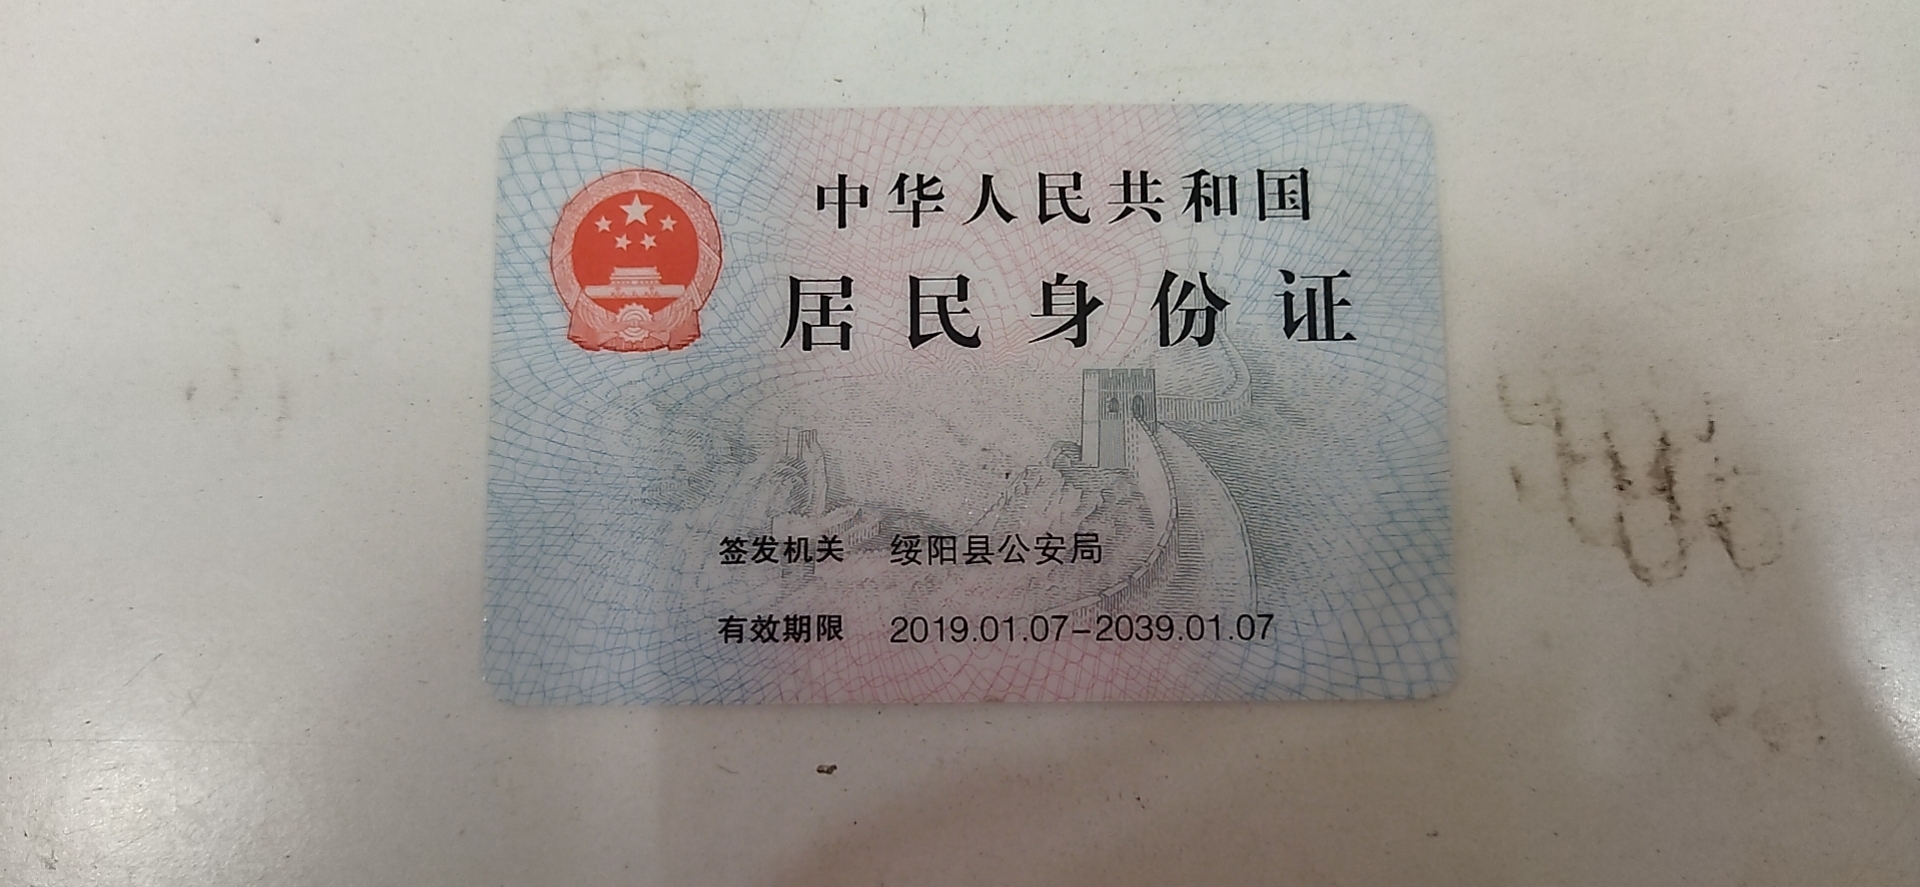 中华人民共和国
居民身份证
签发机关 绥阳县公安局
有效期限 2019.01.07-2039.01.07